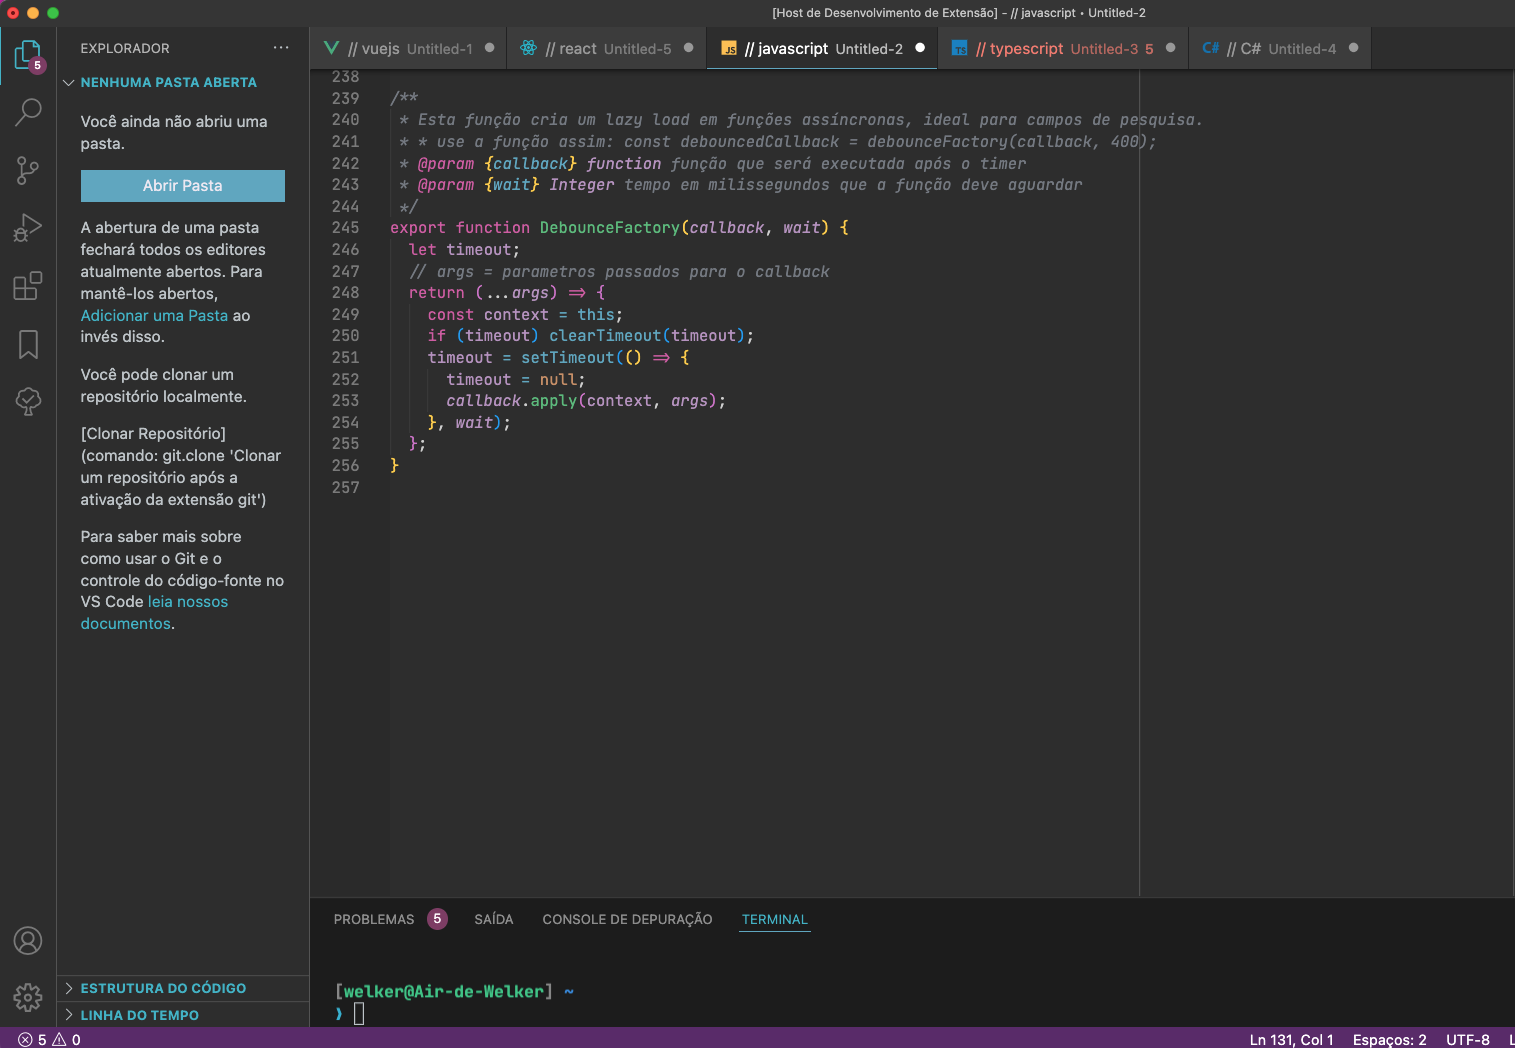 [Host de Desenvolvimento de Extensão] - // javascript • Untitled-2
5
EXPLORADOR ···
NENHUMA PASTA ABERTA
Você ainda não abriu uma
pasta.
Abrir Pasta
A abertura de uma pasta
fechará todos os editores
atualmente abertos. Para
mantê-los abertos,
Adicionar uma Pasta ao
invés disso.
Você pode clonar um
repositório localmente.
[Clonar Repositório]
(comando: git.clone 'Clonar
um repositório após a
ativação da extensão git')
Para saber mais sobre
como usar o Git e o
controle do código-fonte no
VS Code leia nossos
documentos.
ESTRUTURA DO CÓDIGO
LINHA DO TEMPO
// vuejs Untitled-1 ● // react Untitled-5 ● JS // javascript Untitled-2 ● TS // typescript Untitled-3 5 ● C# // C# Untitled-4 ●
238
239 /**
240  * Esta função cria um lazy load em funções assíncronas, ideal para campos de pesquisa.
241  * * use a função assim: const debouncedCallback = debounceFactory(callback, 400);
242  * @param {callback} function função que será executada após o timer
243  * @param {wait} Integer tempo em milissegundos que a função deve aguardar
244  */
245 export function DebounceFactory(callback, wait) {
246   let timeout;
247   // args = parametros passados para o callback
248   return (...args) => {
249     const context = this;
250     if (timeout) clearTimeout(timeout);
251     timeout = setTimeout(() => {
252       timeout = null;
253       callback.apply(context, args);
254     }, wait);
255   };
256 }
257
PROBLEMAS 5 SAÍDA CONSOLE DE DEPURAÇÃO TERMINAL
[welker@Air-de-Welker] ~
❯
5 0 Ln 131, Col 1 Espaços: 2 UTF-8 L